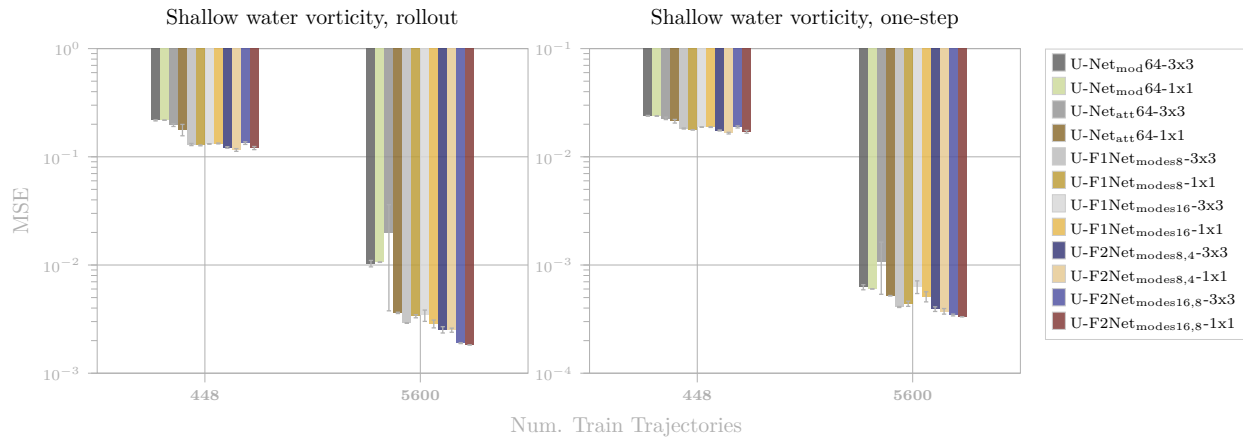 Shallow water vorticity, rollout
Shallow water vorticity, one-step
MSE
10⁰
10⁻¹
10⁻²
10⁻³
448
5600
10⁻¹
10⁻²
10⁻³
10⁻⁴
448
5600
Num. Train Trajectories
U-Net_mod64-3x3
U-Net_mod64-1x1
U-Net_att64-3x3
U-Net_att64-1x1
U-F1Net_modes8-3x3
U-F1Net_modes8-1x1
U-F1Net_modes16-3x3
U-F1Net_modes16-1x1
U-F2Net_modes8,4-3x3
U-F2Net_modes8,4-1x1
U-F2Net_modes16,8-3x3
U-F2Net_modes16,8-1x1